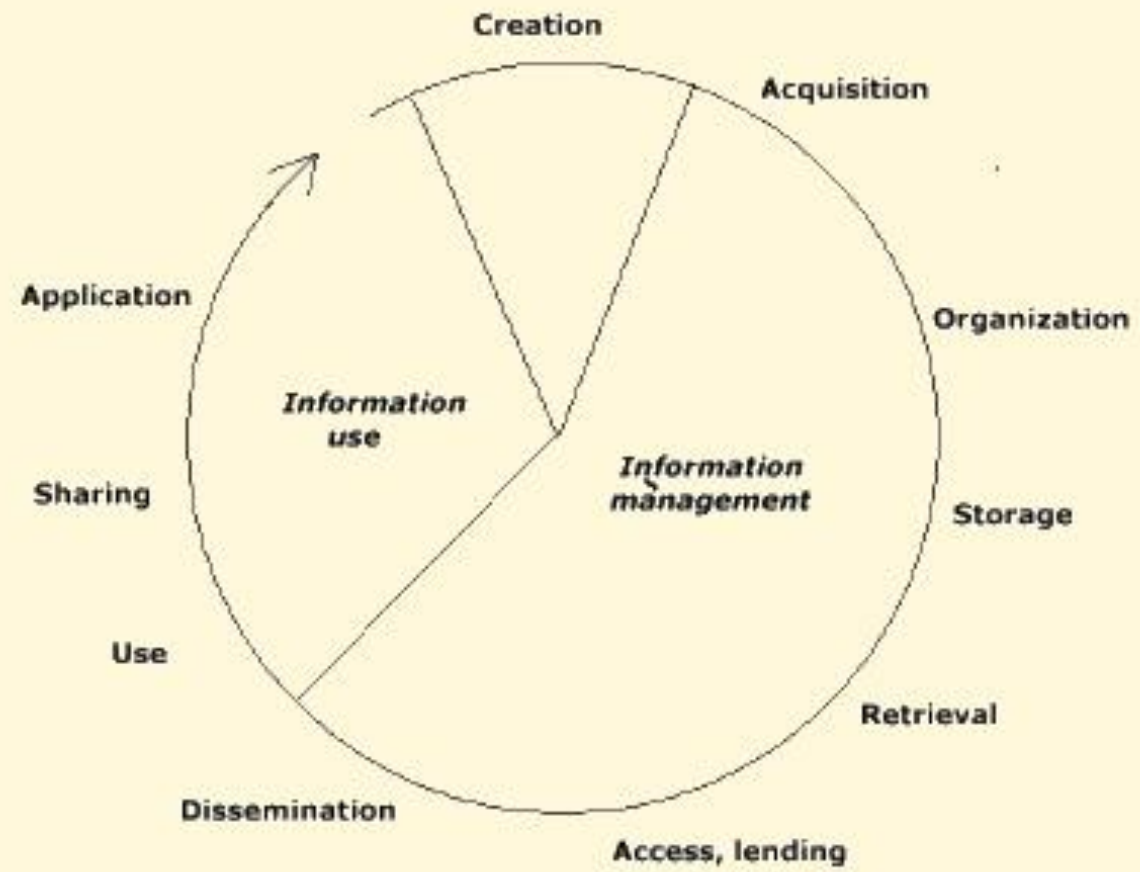 Creation
Acquisition
Application
Organization
Information
use
Information
management
Sharing
Storage
Use
Retrieval
Dissemination
Access, lending